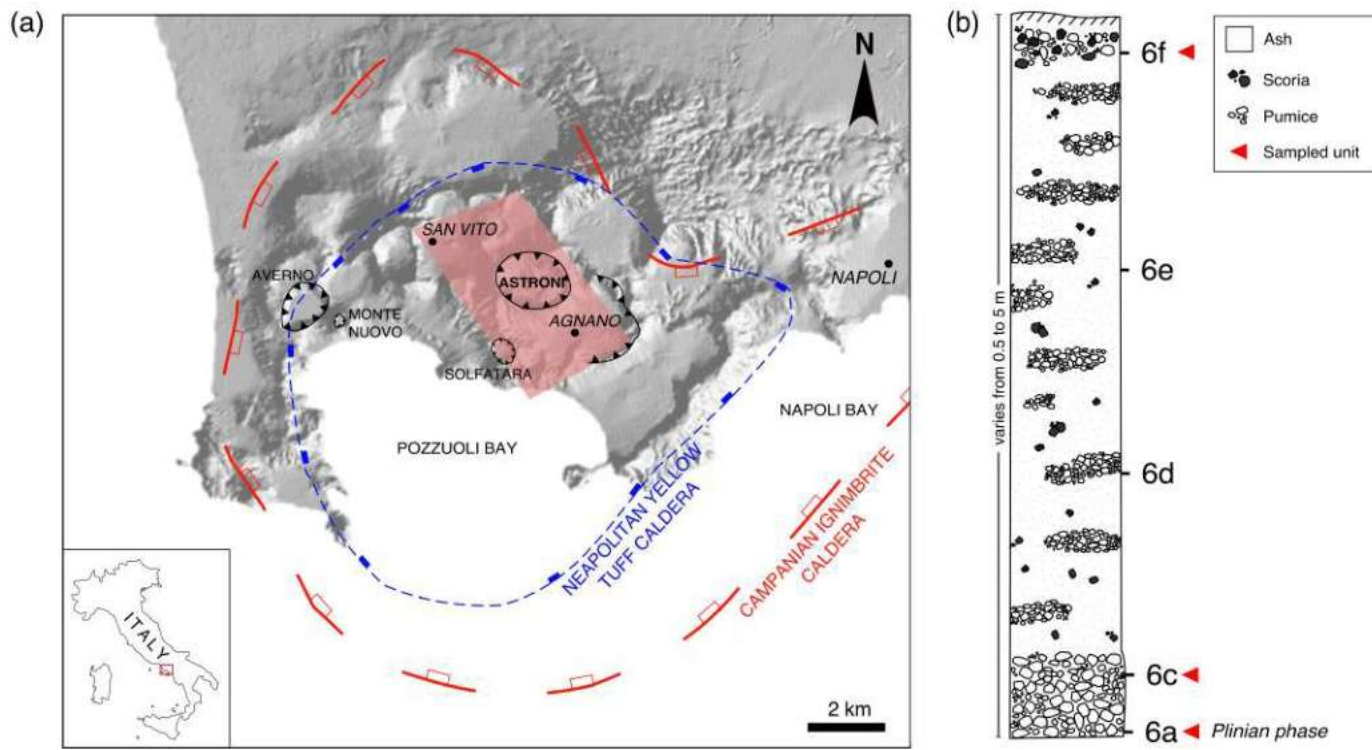 (a)
N
SAN VITO
AVERNO
ASTRONI
NAPOLI
MONTE
NUOVO
AGNANO
SOLFATARA
NAPOLI BAY
POZZUOLI BAY
NEAPOLITAN YELLOW
TUFF CALDERA
CAMPANIAN IGNIMBRITE
CALDERA
ITALY
2 km
(b)
varies from 0.5 to 5 m
6f
6e
6d
6c
6a Plinian phase
Ash
Scoria
Pumice
Sampled unit